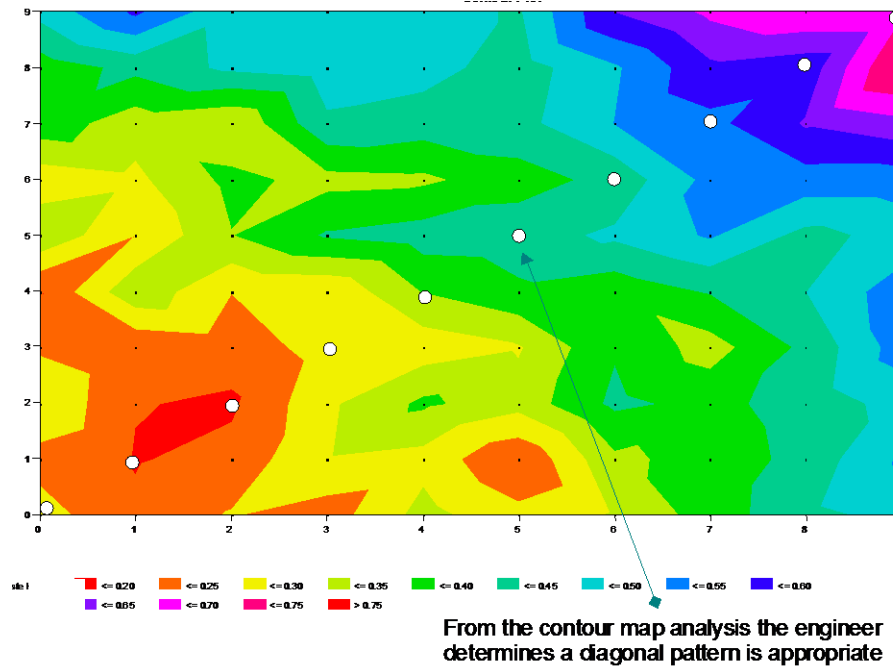 9
8
7
6
5
4
3
2
1
0
0 1 2 3 4 5 6 7 8
<= 0.20 <= 0.25 <= 0.30 <= 0.35 <= 0.40 <= 0.45 <= 0.50 <= 0.55 <= 0.60
<= 0.65 <= 0.70 <= 0.75 > 0.75
From the contour map analysis the engineer
determines a diagonal pattern is appropriate